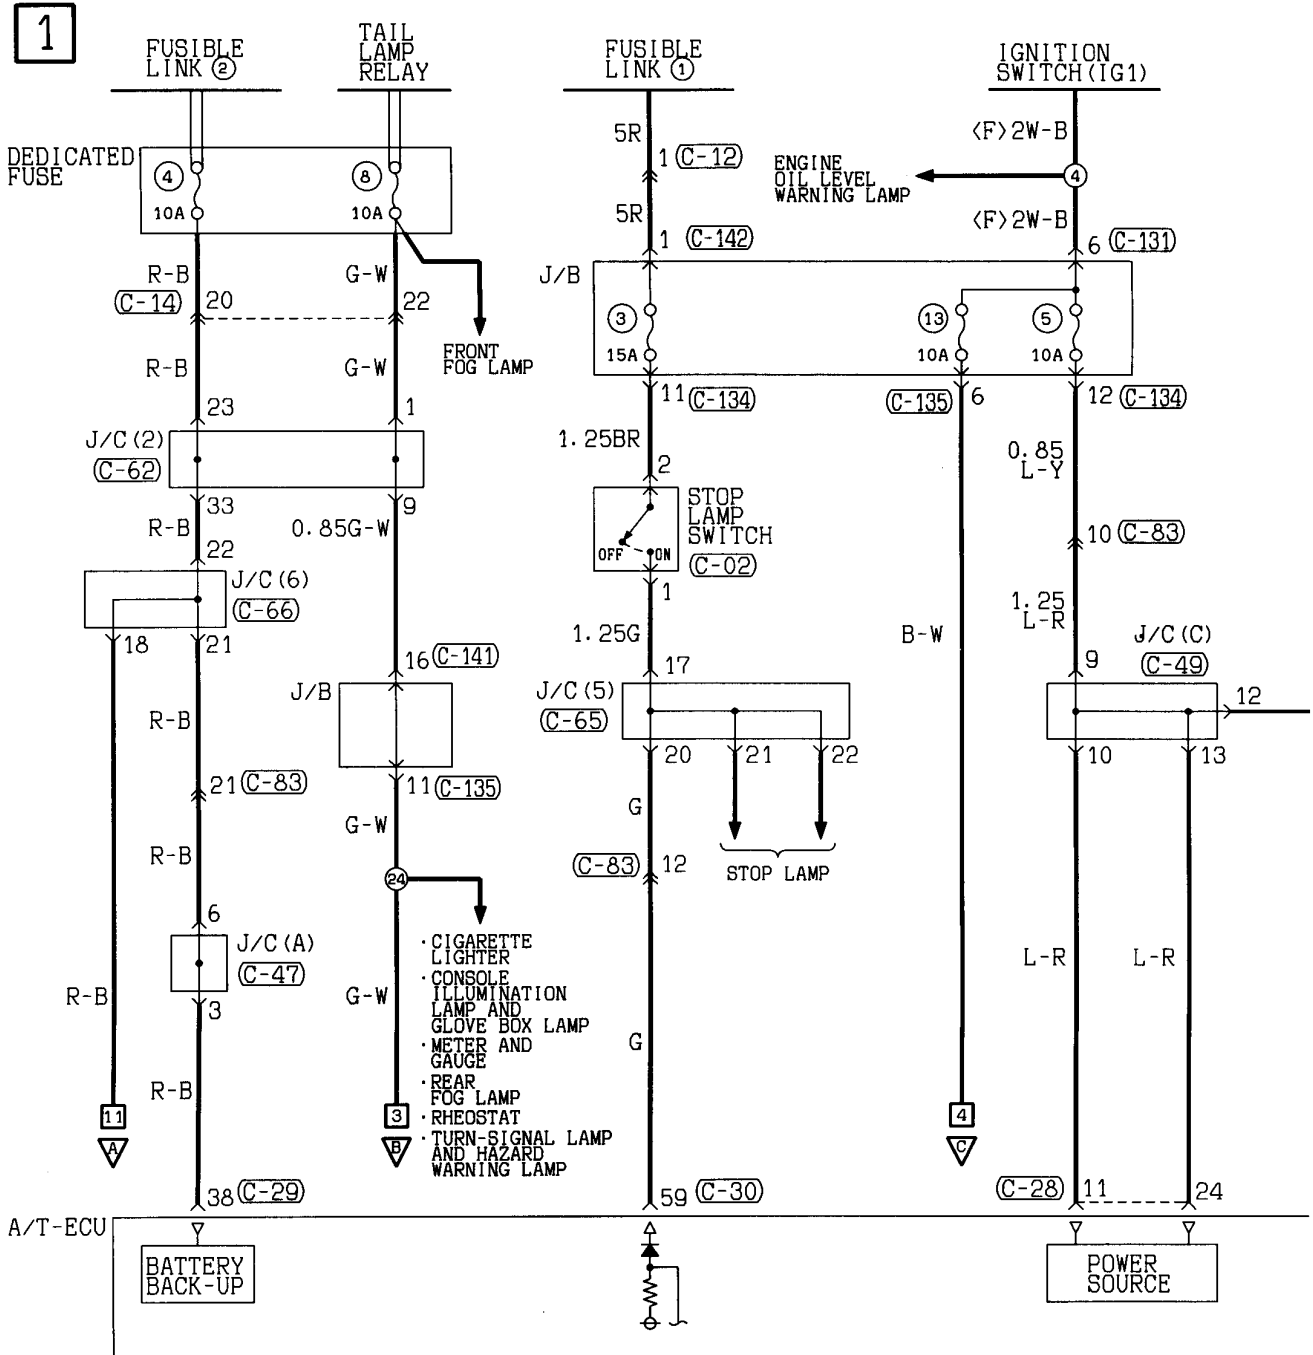 1
FUSIBLE
LINK ②
TAIL
LAMP
RELAY
FUSIBLE
LINK ①
IGNITION
SWITCH(IG1)
DEDICATED
FUSE
4
10A
8
10A
5R
1 C-12
5R
1 C-142
<F>2W-B
4
ENGINE
OIL LEVEL
WARNING LAMP
<F>2W-B
6 C-131
R-B
C-14 20
G-W
22
R-B
G-W
FRONT
FOG LAMP
J/B
3
15A
13
10A
5
10A
11 C-134
C-135 6
12 C-134
23
1
J/C(2)
C-62
33
9
R-B
0.85G-W
22
J/C(6)
C-66
18
21
1.25BR
2
STOP
LAMP
SWITCH
OFF
ON
C-02
1
1.25G
17
0.85
L-Y
10 C-83
1.25
L-R
B-W
9
J/C(C)
C-49
12
10
13
R-B
21 C-83
R-B
6
J/C(A)
C-47
3
R-B
R-B
16 C-141
J/B
11 C-135
G-W
24
G-W
・CIGARETTE
LIGHTER
・CONSOLE
ILLUMINATION
LAMP AND
GLOVE BOX LAMP
・METER AND
GAUGE
・REAR
FOG LAMP
・RHEOSTAT
・TURN-SIGNAL LAMP
AND HAZARD
WARNING LAMP
J/C(5)
C-65
20
21
22
G
C-83 12
STOP LAMP
G
L-R
L-R
11
A
3
B
4
C
38 C-29
59 C-30
C-28 11
24
A/T-ECU
BATTERY
BACK-UP
POWER
SOURCE